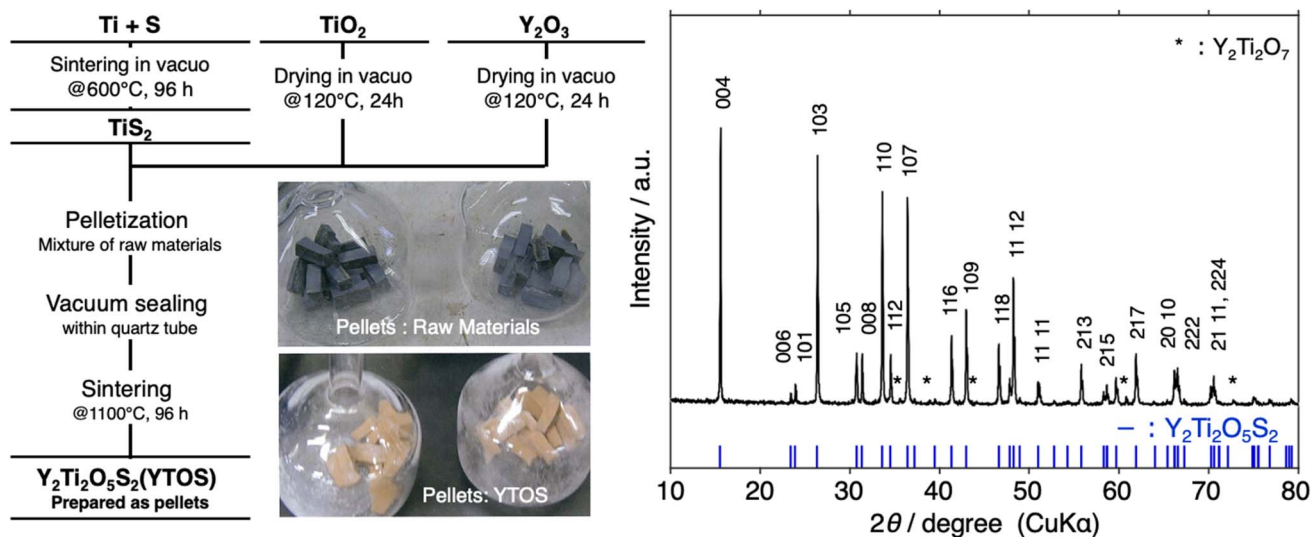 Ti + S
Sintering in vacuo
@600°C, 96 h
TiS₂
TiO₂
Drying in vacuo
@120°C, 24h
Y₂O₃
Drying in vacuo
@120°C, 24 h
Pelletization
Mixture of raw materials
Vacuum sealing
within quartz tube
Sintering
@1100°C, 96 h
Y₂Ti₂O₅S₂(YTOS)
Prepared as pellets
Pellets : Raw Materials
Pellets: YTOS
Intensity / a.u.
* : Y₂Ti₂O₇
004
006
101
103
105
008
110
112
*
107
*
116
109
*
118
11 12
11 11
213
215
*
217
20 10
222
21 11, 224
*
– : Y₂Ti₂O₅S₂
10 20 30 40 50 60 70 80
2θ / degree (CuKα)